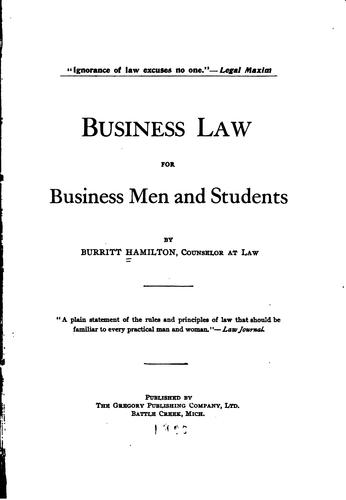 "Ignorance of law excuses no one."—Legal Maxim
BUSINESS LAW
FOR
Business Men and Students
BY
BURRITT HAMILTON, COUNSELOR AT LAW
"A plain statement of the rules and principles of law that should be
familiar to every practical man and woman."—Law Journal.
PUBLISHED BY
THE GREGORY PUBLISHING COMPANY, LTD.
BATTLE CREEK, MICH.